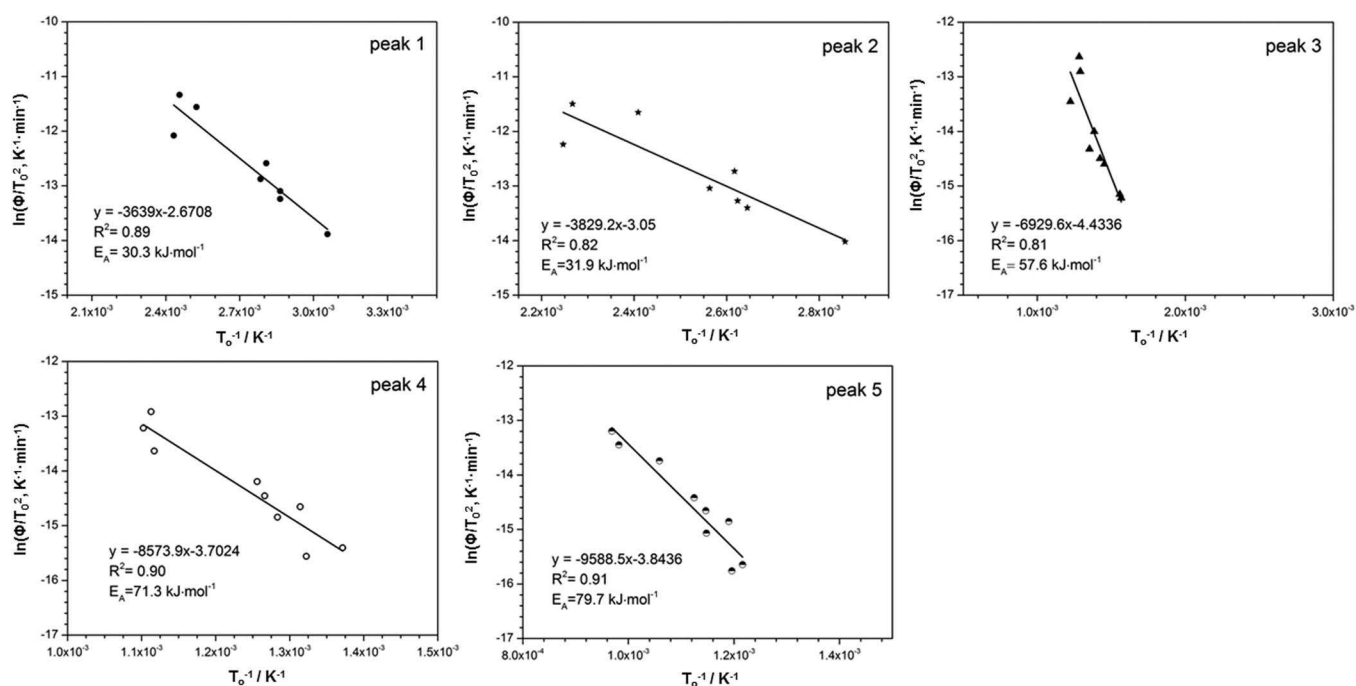 peak 1
ln(Φ/T₀², K⁻¹·min⁻¹)
-10
-11
-12
-13
-14
-15
y = -3639x-2.6708
R² = 0.89
E_A = 30.3 kJ·mol⁻¹
2.1x10⁻³ 2.4x10⁻³ 2.7x10⁻³ 3.0x10⁻³ 3.3x10⁻³
T₀⁻¹ / K⁻¹
peak 2
ln(Φ/T₀², K⁻¹·min⁻¹)
-10
-11
-12
-13
-14
-15
y = -3829.2x-3.05
R² = 0.82
E_A=31.9 kJ·mol⁻¹
2.2x10⁻³ 2.4x10⁻³ 2.6x10⁻³ 2.8x10⁻³
T₀⁻¹ / K⁻¹
peak 3
ln(Φ/T₀², K⁻¹·min⁻¹)
-12
-13
-14
-15
-16
-17
y = -6929.6x-4.4336
R² = 0.81
E_A= 57.6 kJ·mol⁻¹
1.0x10⁻³ 2.0x10⁻³ 3.0x10⁻³
T₀⁻¹ / K⁻¹
peak 4
ln(Φ/T₀², K⁻¹·min⁻¹)
-12
-13
-14
-15
-16
-17
y = -8573.9x-3.7024
R² = 0.90
E_A=71.3 kJ·mol⁻¹
1.0x10⁻³ 1.1x10⁻³ 1.2x10⁻³ 1.3x10⁻³ 1.4x10⁻³ 1.5x10⁻³
T₀⁻¹ / K⁻¹
peak 5
ln(Φ/T₀², K⁻¹·min⁻¹)
-12
-13
-14
-15
-16
-17
y = -9588.5x-3.8436
R² = 0.91
E_A=79.7 kJ·mol⁻¹
8.0x10⁻⁴ 1.0x10⁻³ 1.2x10⁻³ 1.4x10⁻³
T₀⁻¹ / K⁻¹